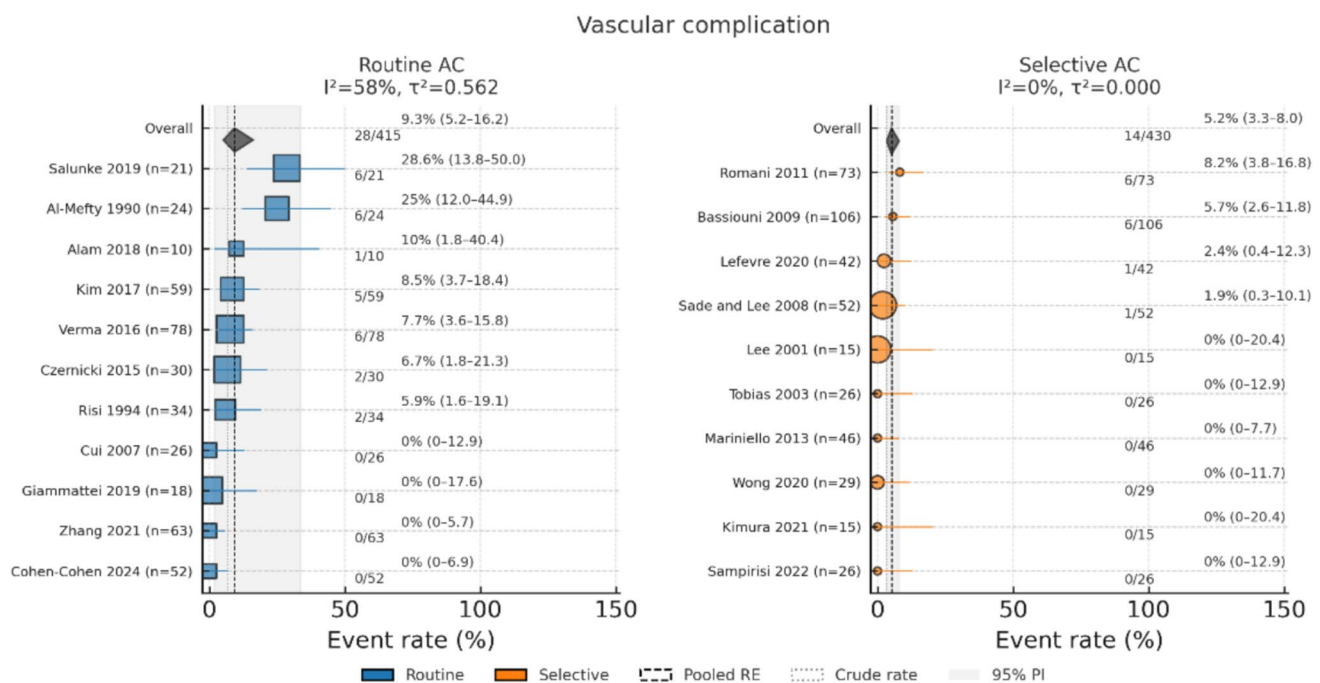 Vascular complication
Routine AC
I²=58%, τ²=0.562
Overall
28/415
9.3% (5.2–16.2)
Salunke 2019 (n=21)
6/21
28.6% (13.8–50.0)
Al-Mefty 1990 (n=24)
6/24
25% (12.0–44.9)
Alam 2018 (n=10)
1/10
10% (1.8–40.4)
Kim 2017 (n=59)
5/59
8.5% (3.7–18.4)
Verma 2016 (n=78)
6/78
7.7% (3.6–15.8)
Czernicki 2015 (n=30)
2/30
6.7% (1.8–21.3)
Risi 1994 (n=34)
2/34
5.9% (1.6–19.1)
Cui 2007 (n=26)
0/26
0% (0–12.9)
Giammattei 2019 (n=18)
0/18
0% (0–17.6)
Zhang 2021 (n=63)
0/63
0% (0–5.7)
Cohen-Cohen 2024 (n=52)
0/52
0% (0–6.9)
0 50 100 150
Event rate (%)
Selective AC
I²=0%, τ²=0.000
Overall
14/430
5.2% (3.3–8.0)
Romani 2011 (n=73)
6/73
8.2% (3.8–16.8)
Bassiouni 2009 (n=106)
6/106
5.7% (2.6–11.8)
Lefevre 2020 (n=42)
1/42
2.4% (0.4–12.3)
Sade and Lee 2008 (n=52)
1/52
1.9% (0.3–10.1)
Lee 2001 (n=15)
0/15
0% (0–20.4)
Tobias 2003 (n=26)
0/26
0% (0–12.9)
Mariniello 2013 (n=46)
0/46
0% (0–7.7)
Wong 2020 (n=29)
0/29
0% (0–11.7)
Kimura 2021 (n=15)
0/15
0% (0–20.4)
Sampirisi 2022 (n=26)
0/26
0% (0–12.9)
0 50 100 150
Event rate (%)
Routine Selective Pooled RE Crude rate 95% PI